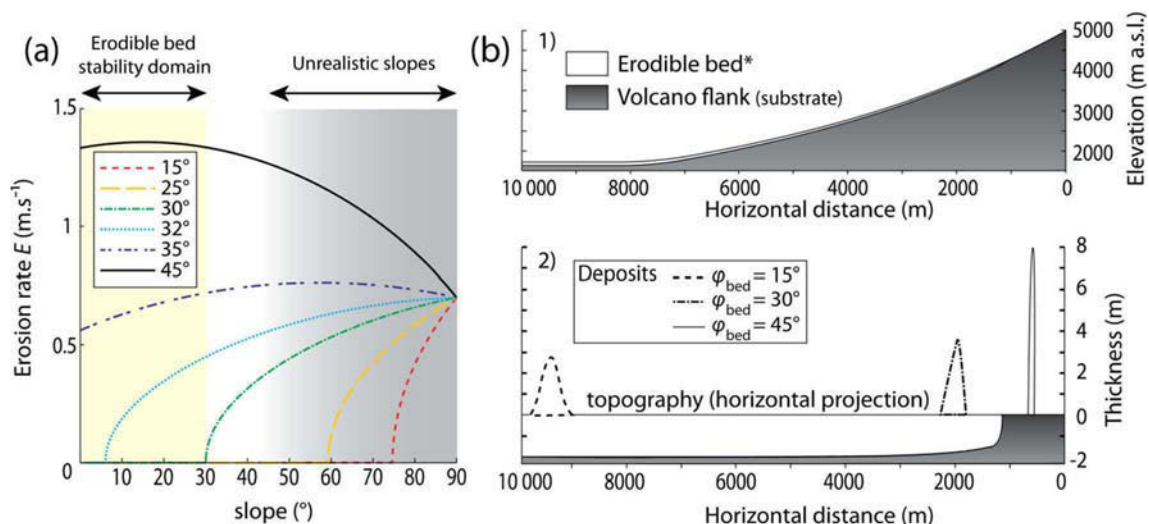 (a)
Erodible bed
stability domain
Unrealistic slopes
1.5
1
0.5
0
Erosion rate E (m.s⁻¹)
15°
25°
30°
32°
35°
45°
10 20 30 40 50 60 70 80 90
slope (°)
(b)
1)
Erodible bed*
Volcano flank (substrate)
5000
4000
3000
2000
Elevation (m a.s.l.)
10 000 8000 6000 4000 2000 0
Horizontal distance (m)
2)
Deposits
φbed = 15°
φbed = 30°
φbed = 45°
topography (horizontal projection)
8
6
4
2
0
-2
Thickness (m)
10 000 8000 6000 4000 2000 0
Horizontal distance (m)